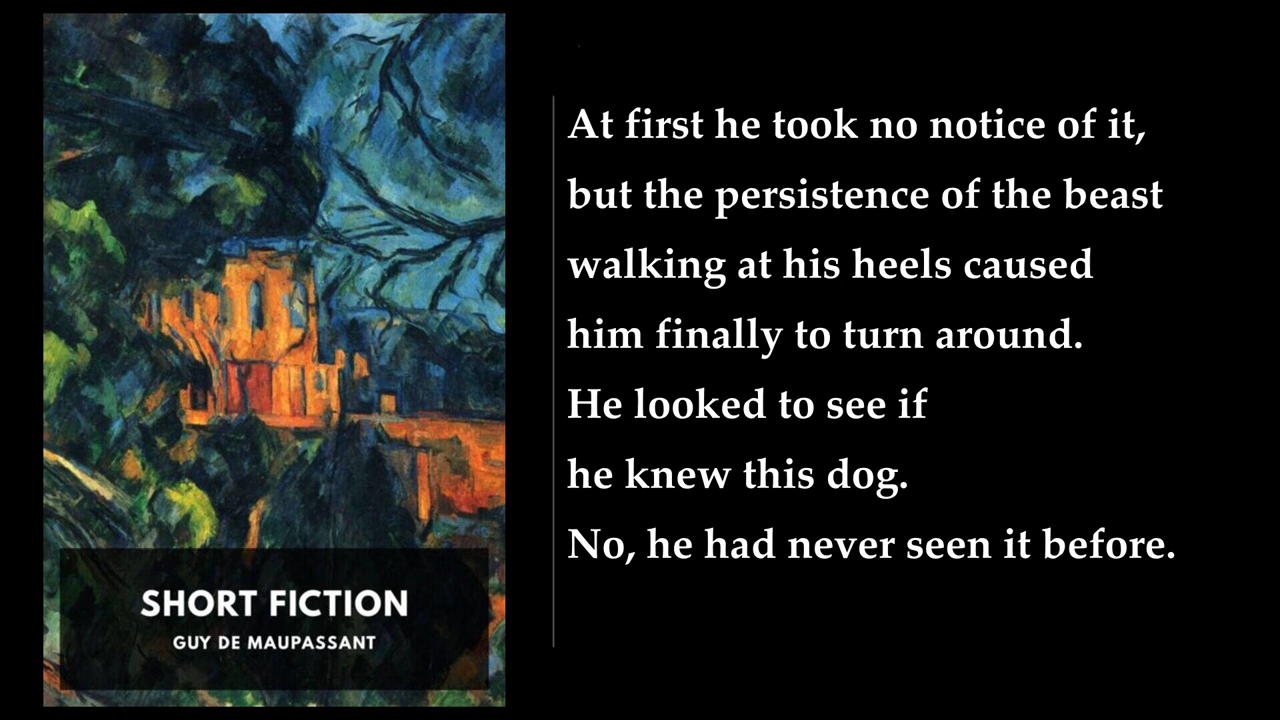 At first he took no notice of it,
but the persistence of the beast
walking at his heels caused
him finally to turn around.
He looked to see if
he knew this dog.
No, he had never seen it before.
SHORT FICTION
GUY DE MAUPASSANT